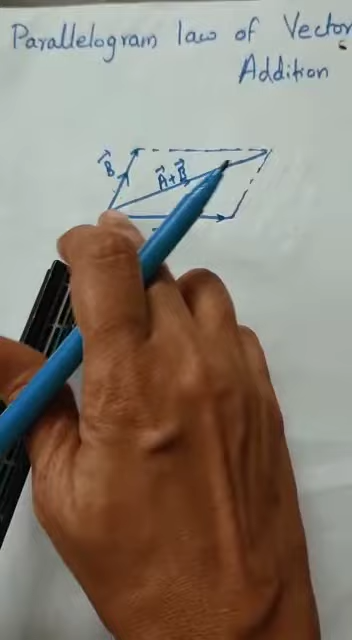 Parallelogram law of Vector
Addition
B⃗
A⃗+B⃗